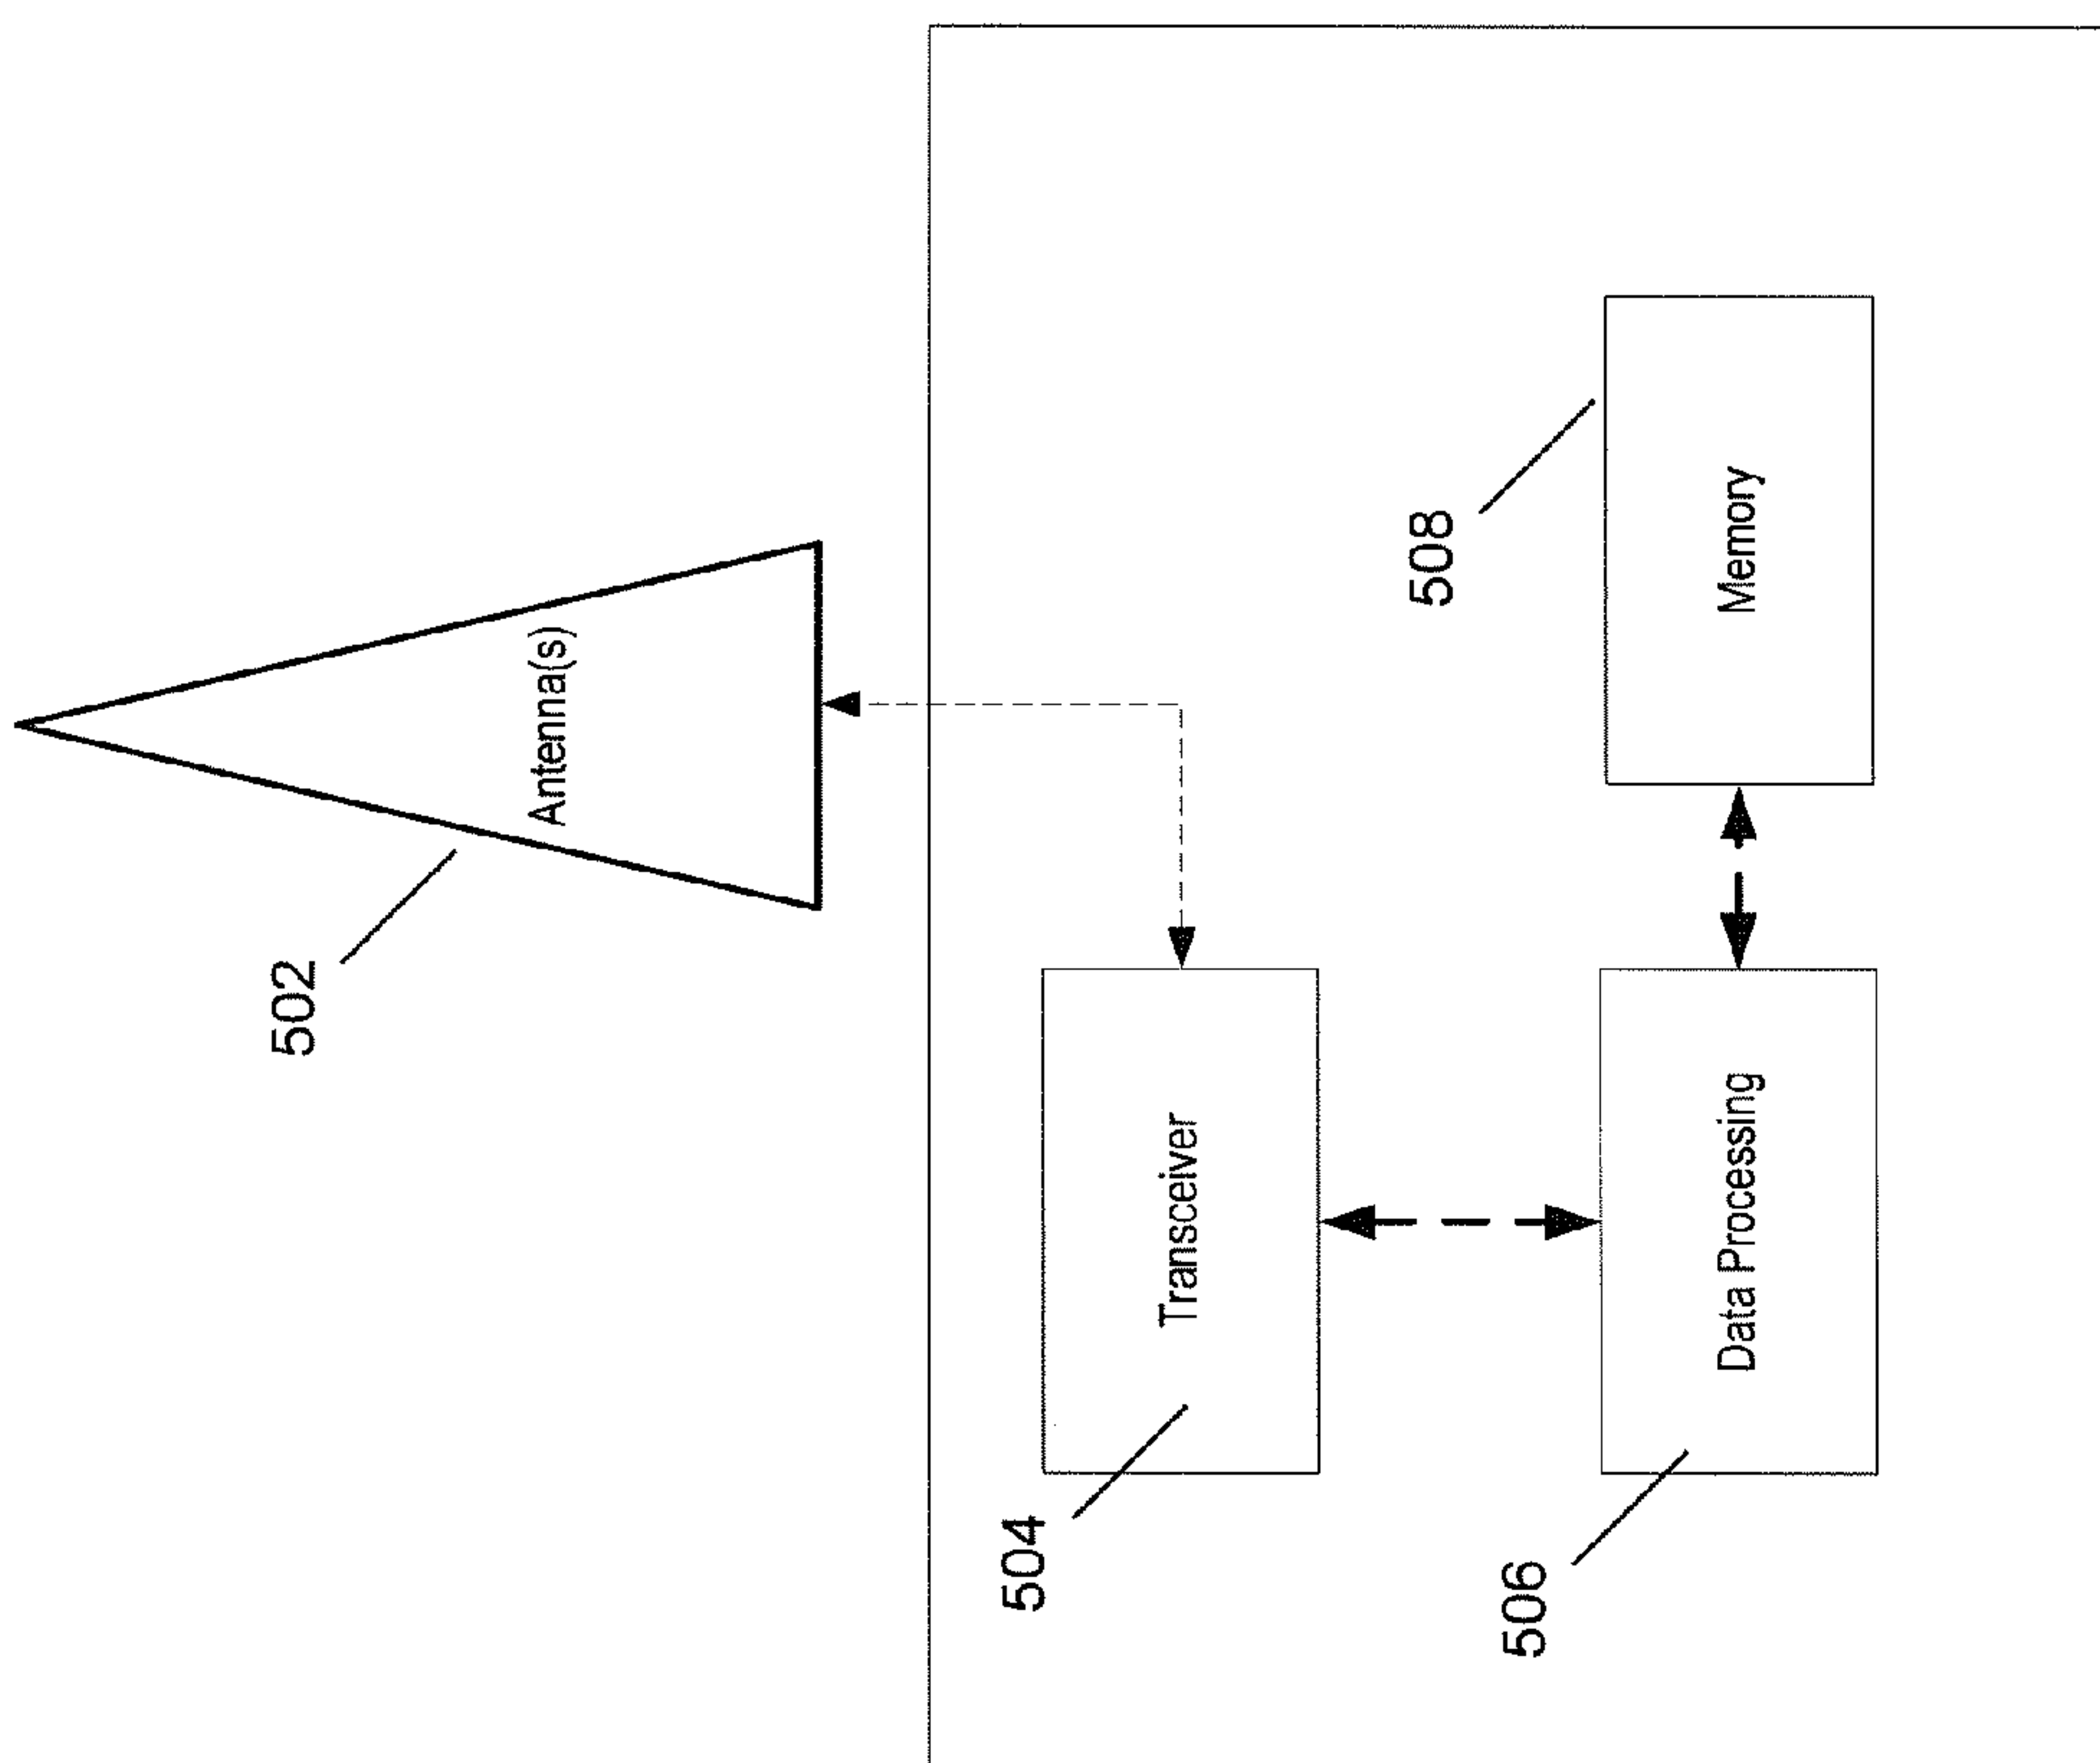 502
Antenna(s)
504
Transceiver
508
Memory
506
Data Processing